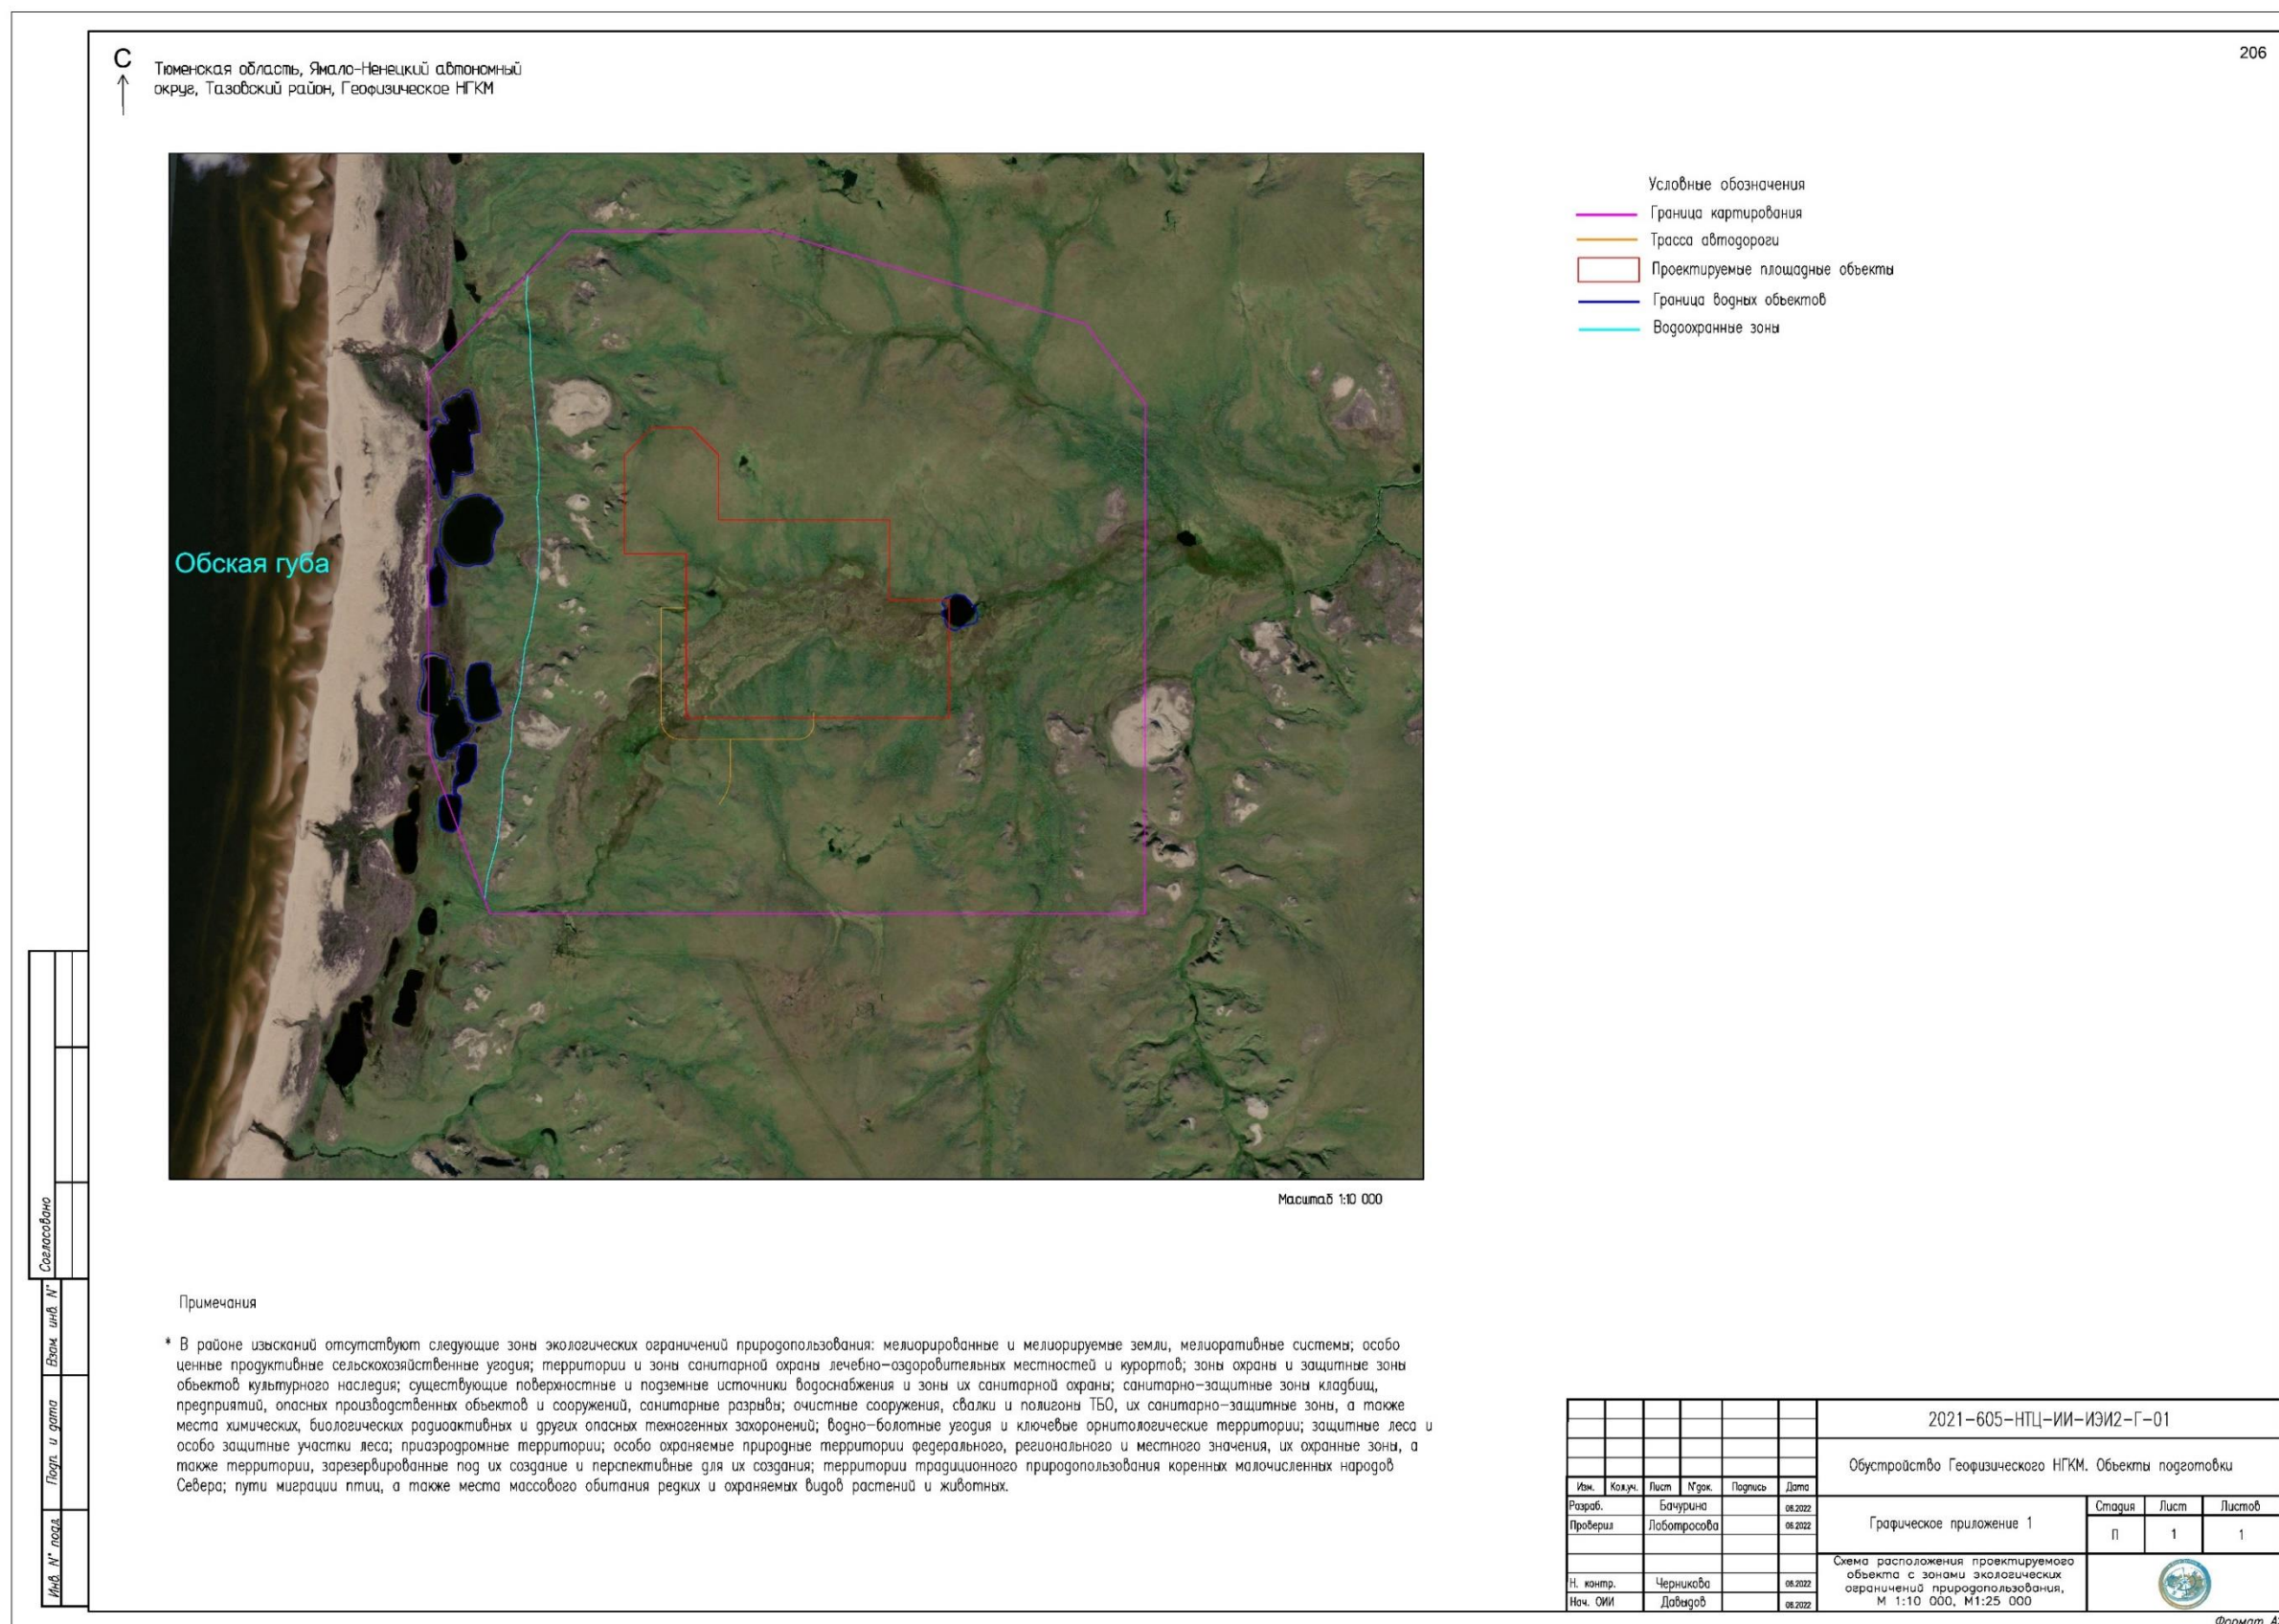 206
С
Тюменская область, Ямало-Ненецкий автономный
округ, Тазовский район, Геофизическое НГКМ
Условные обозначения
Граница картирования
Трасса автодороги
Проектируемые площадные объекты
Граница водных объектов
Водоохранные зоны
Обская губа
Масштаб 1:10 000
Примечания
* В районе изысканий отсутствуют следующие зоны экологических ограничений природопользования: мелиорированные и мелиорируемые земли, мелиоративные системы; особо
ценные продуктивные сельскохозяйственные угодия; территории и зоны санитарной охраны лечебно-оздоровительных местностей и курортов; зоны охраны и защитные зоны
объектов культурного наследия; существующие поверхностные и подземные источники водоснабжения и зоны их санитарной охраны; санитарно-защитные зоны кладбищ,
предприятий, опасных производственных объектов и сооружений, санитарные разрывы; очистные сооружения, свалки и полигоны ТБО, их санитарно-защитные зоны, а также
места химических, биологических радиоактивных и других опасных техногенных захоронений; водно-болотные угодия и ключевые орнитологические территории; защитные леса и
особо защитные участки леса; приаэродромные территории; особо охраняемые природные территории федерального, регионального и местного значения, их охранные зоны, а
также территории, зарезервированные под их создание и перспективные для их создания; территории традиционного природопользования коренных малочисленных народов
Севера; пути миграции птиц, а также места массового обитания редких и охраняемых видов растений и животных.
Согласовано
Взам. инв. N°
Подп. и дата
Инв. N° подл.
2021-605-НТЦ-ИИ-ИЭИ2-Г-01
Обустройство Геофизического НГКМ. Объекты подготовки
Изм. Кол.уч. Лист N°док. Подпись Дата
Разраб. Бачурина 06.2022
Проверил Лоботросова 06.2022
Графическое приложение 1
Стадия Лист Листов
П 1 1
Н. контр. Черникова 06.2022
Нач. ОИИ Давыдов 06.2022
Схема расположения проектируемого
объекта с зонами экологических
ограничений природопользования,
М 1:10 000, М1:25 000
Формат